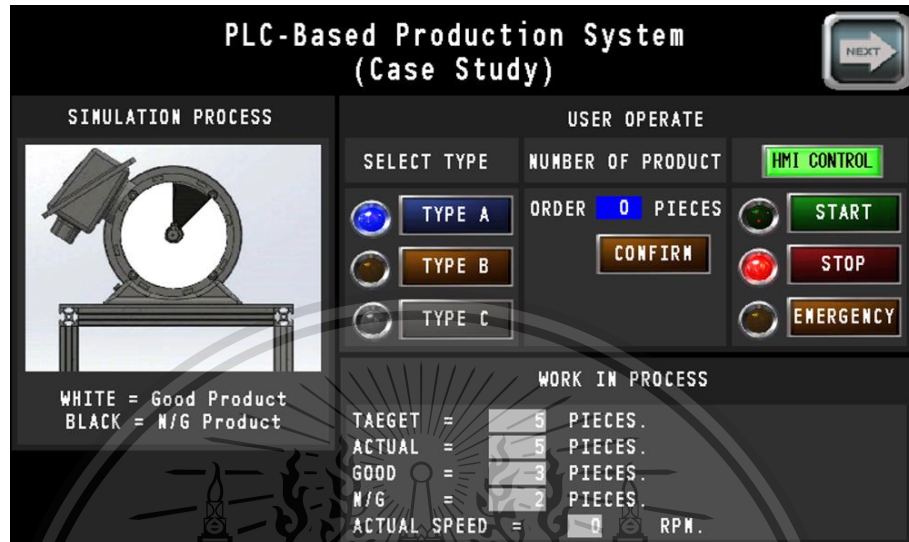 PLC-Based Production System
(Case Study)
NEXT
SIMULATION PROCESS
WHITE = Good Product
BLACK = N/G Product
USER OPERATE
SELECT TYPE
TYPE A
TYPE B
TYPE C
NUMBER OF PRODUCT
ORDER 0 PIECES
CONFIRM
HMI CONTROL
START
STOP
EMERGENCY
WORK IN PROCESS
TAEGET = 5 PIECES.
ACTUAL = 5 PIECES.
GOOD = 3 PIECES.
N/G = 2 PIECES.
ACTUAL SPEED = 0 RPM.